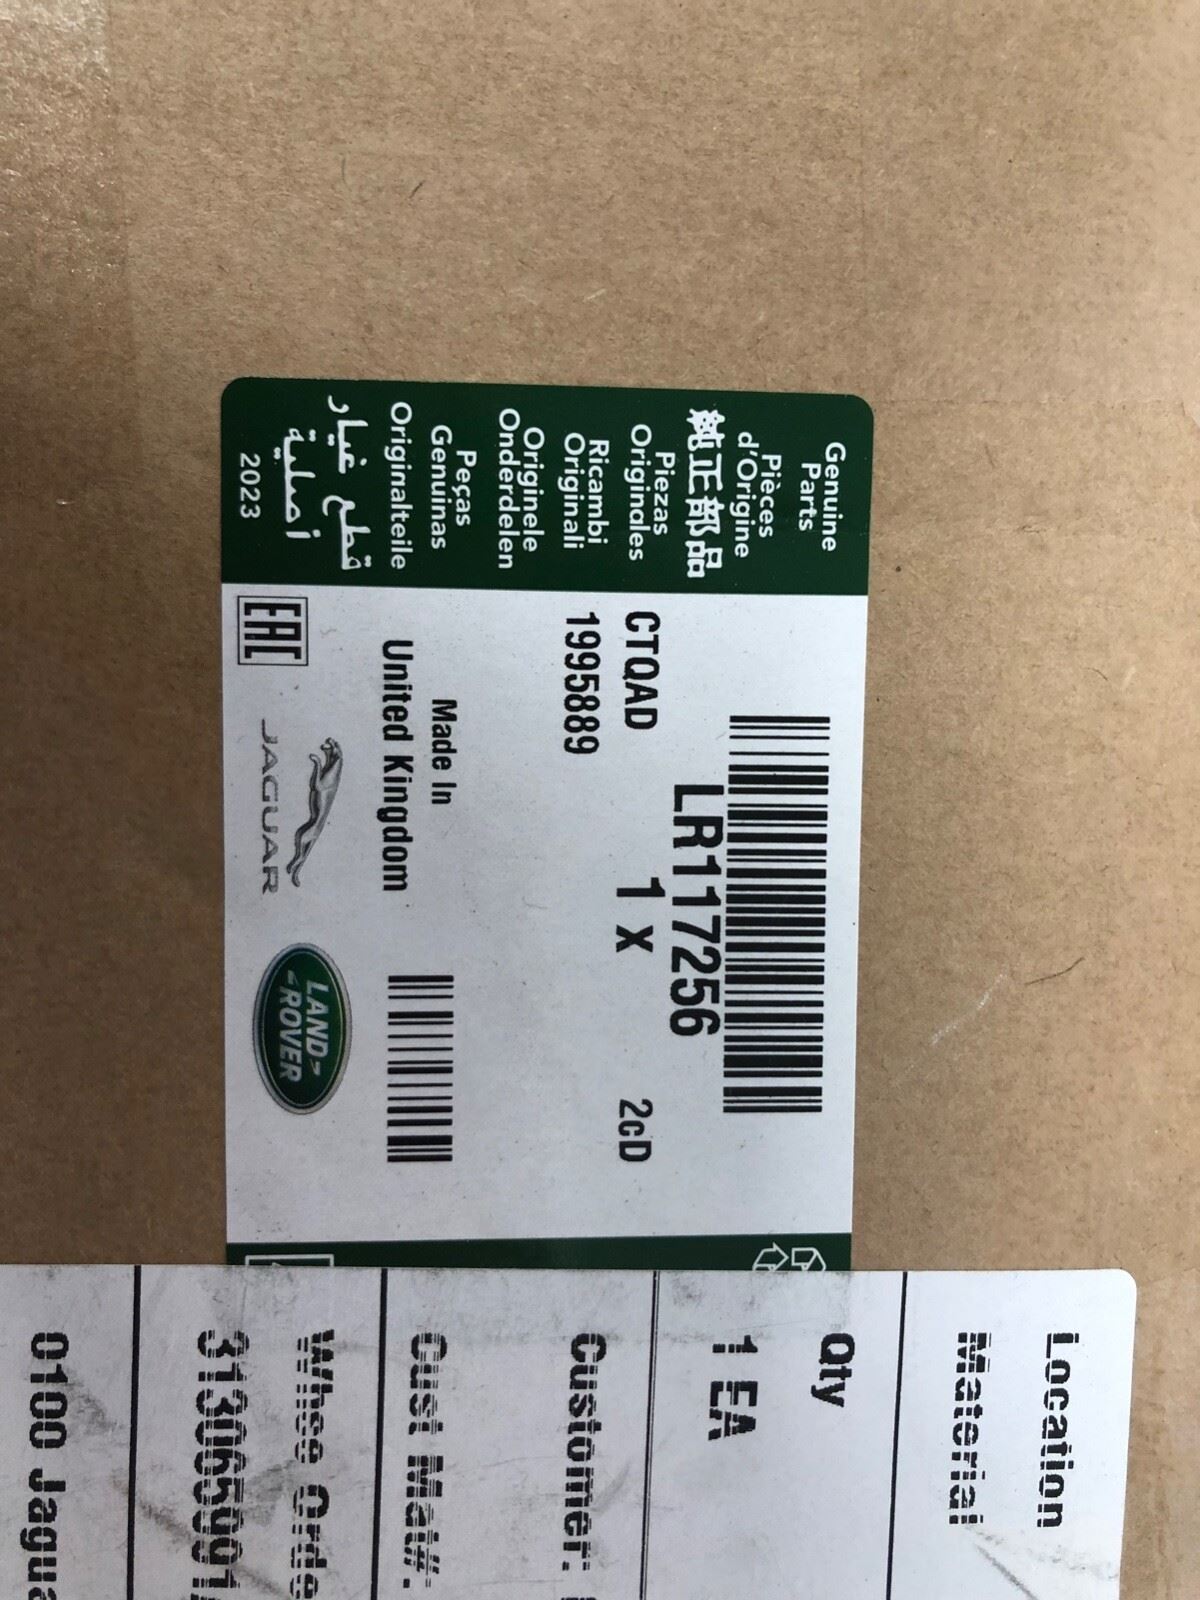 Genuine
Parts
Pièces
d'Origine
純正部品
Piezas
Originales
Ricambi
Originali
Originele
Onderdelen
Peças
Genuinas
Originalteile
قطع غيار
أصلية
2023
LR117256
CTQAD
1 X
2cD
1995889
Made In
United Kingdom
EAC
JAGUAR
LAND
ROVER
Location
Material
Qty
1 EA
Customer:
Cust Mat#:
Whse Orde
0100 Jagua